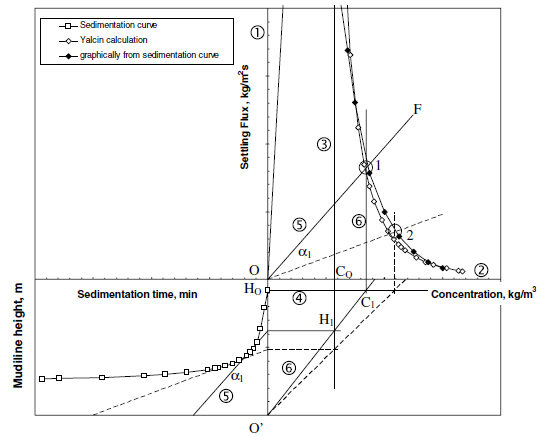 Sedimentation curve
Yalcin calculation
graphically from sedimentation curve
Settling Flux , kg/m²s
①
③
F
1
⑤
⑥
α1
2
O
CO
②
HO
Sedimentation time, min
④
C1
Concentration, kg/m³
Mudiline height, m
H1
α1
⑥
⑤
O'